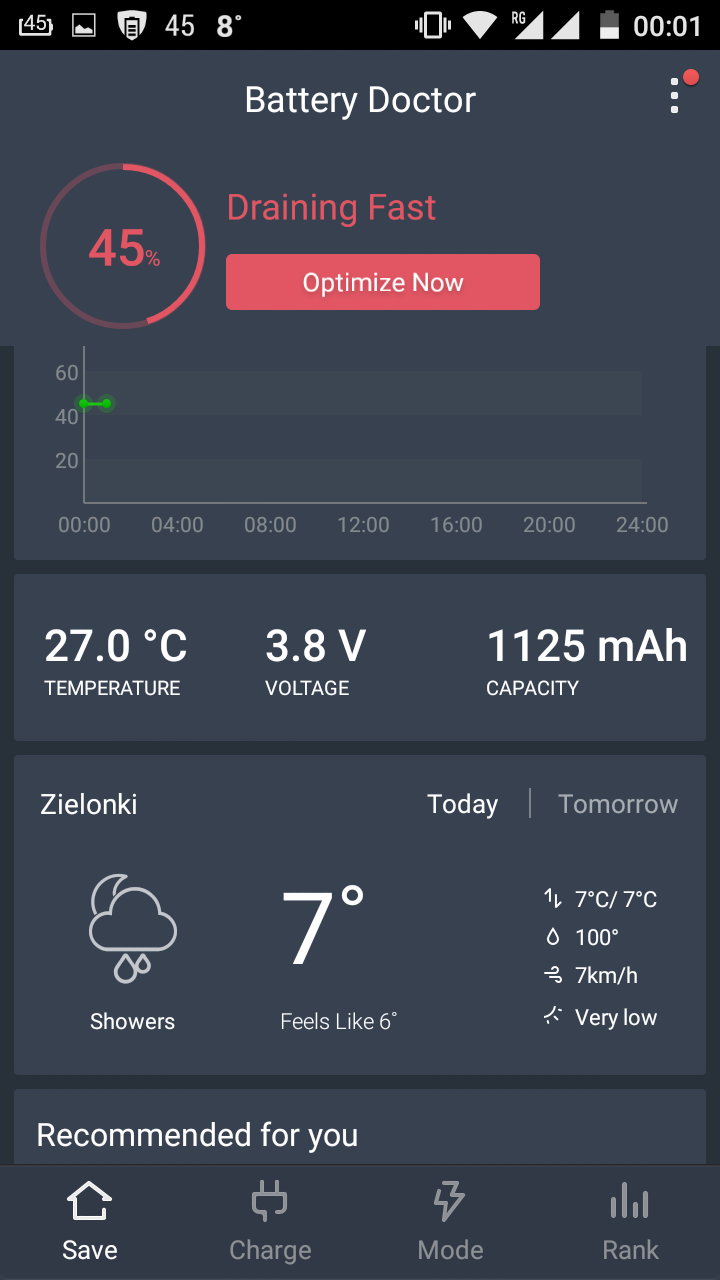 45 45 8° RG 00:01
Battery Doctor
45%
Draining Fast
Optimize Now
60
40
20
00:00 04:00 08:00 12:00 16:00 20:00 24:00
27.0 °C 3.8 V 1125 mAh
TEMPERATURE VOLTAGE CAPACITY
Zielonki Today Tomorrow
7°
7°C/ 7°C
100°
7km/h
Very low
Showers Feels Like 6°
Recommended for you
Save Charge Mode Rank